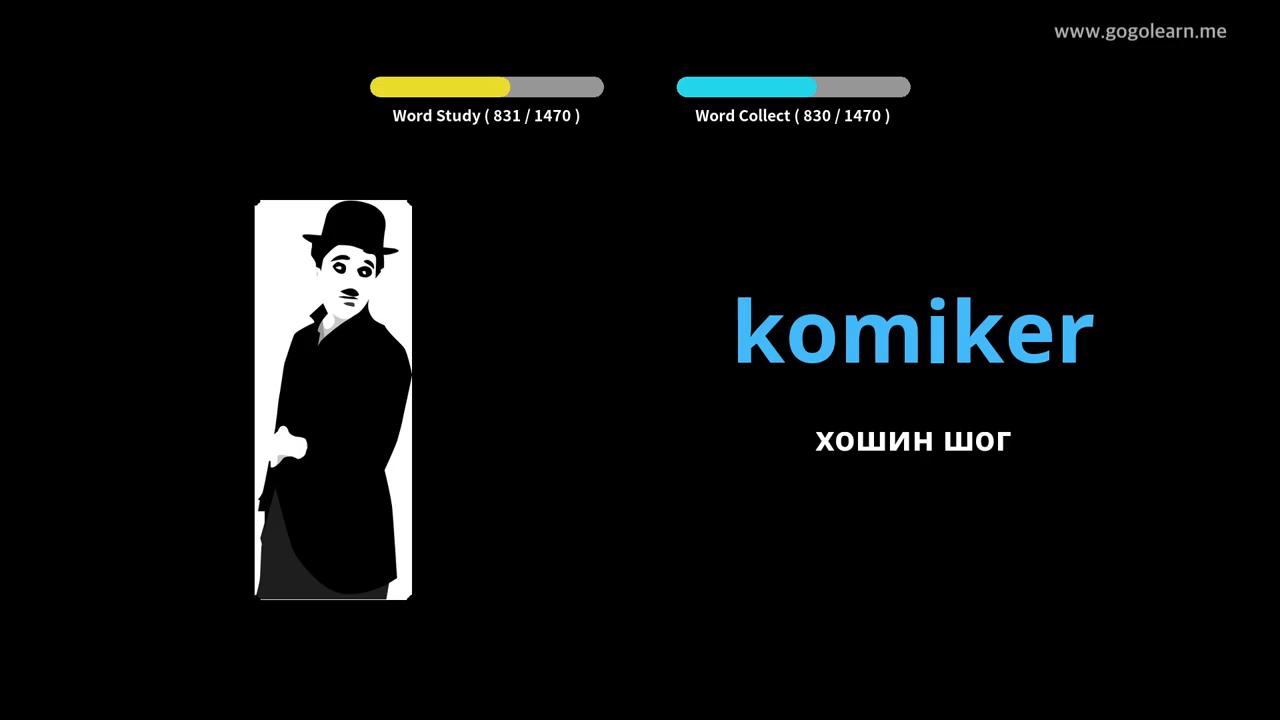 www.gogolearn.me
Word Study ( 831 / 1470 )
Word Collect ( 830 / 1470 )
komiker
хошин шог